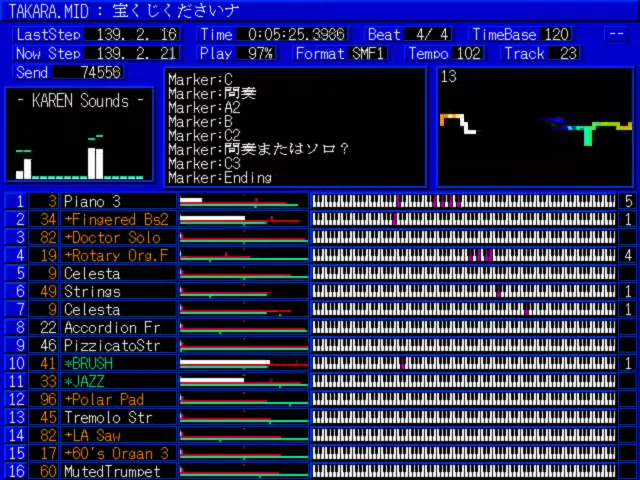 TAKARA.MID : 宝くじくださいナ
LastStep 139. 2. 16 Time 0:05:25.3986 Beat 4/ 4 TimeBase 120 --
Now Step 139. 2. 21 Play 97% Format SMF1 Tempo 102 Track 23
Send 74556
- KAREN Sounds -
Marker:C
Marker:間奏
Marker:A2
Marker:B
Marker:C2
Marker:間奏またはソロ？
Marker:C3
Marker:Ending
13
1 3 Piano 3 5
2 34 +Fingered Bs2 1
3 82 +Doctor Solo
4 19 +Rotary Org.F 4
5 9 Celesta
6 49 Strings 1
7 9 Celesta 1
8 22 Accordion Fr
9 46 PizzicatoStr
10 41 *BRUSH 1
11 33 *JAZZ
12 96 +Polar Pad
13 45 Tremolo Str
14 82 +LA Saw
15 17 +60's Organ 3
16 60 MutedTrumpet